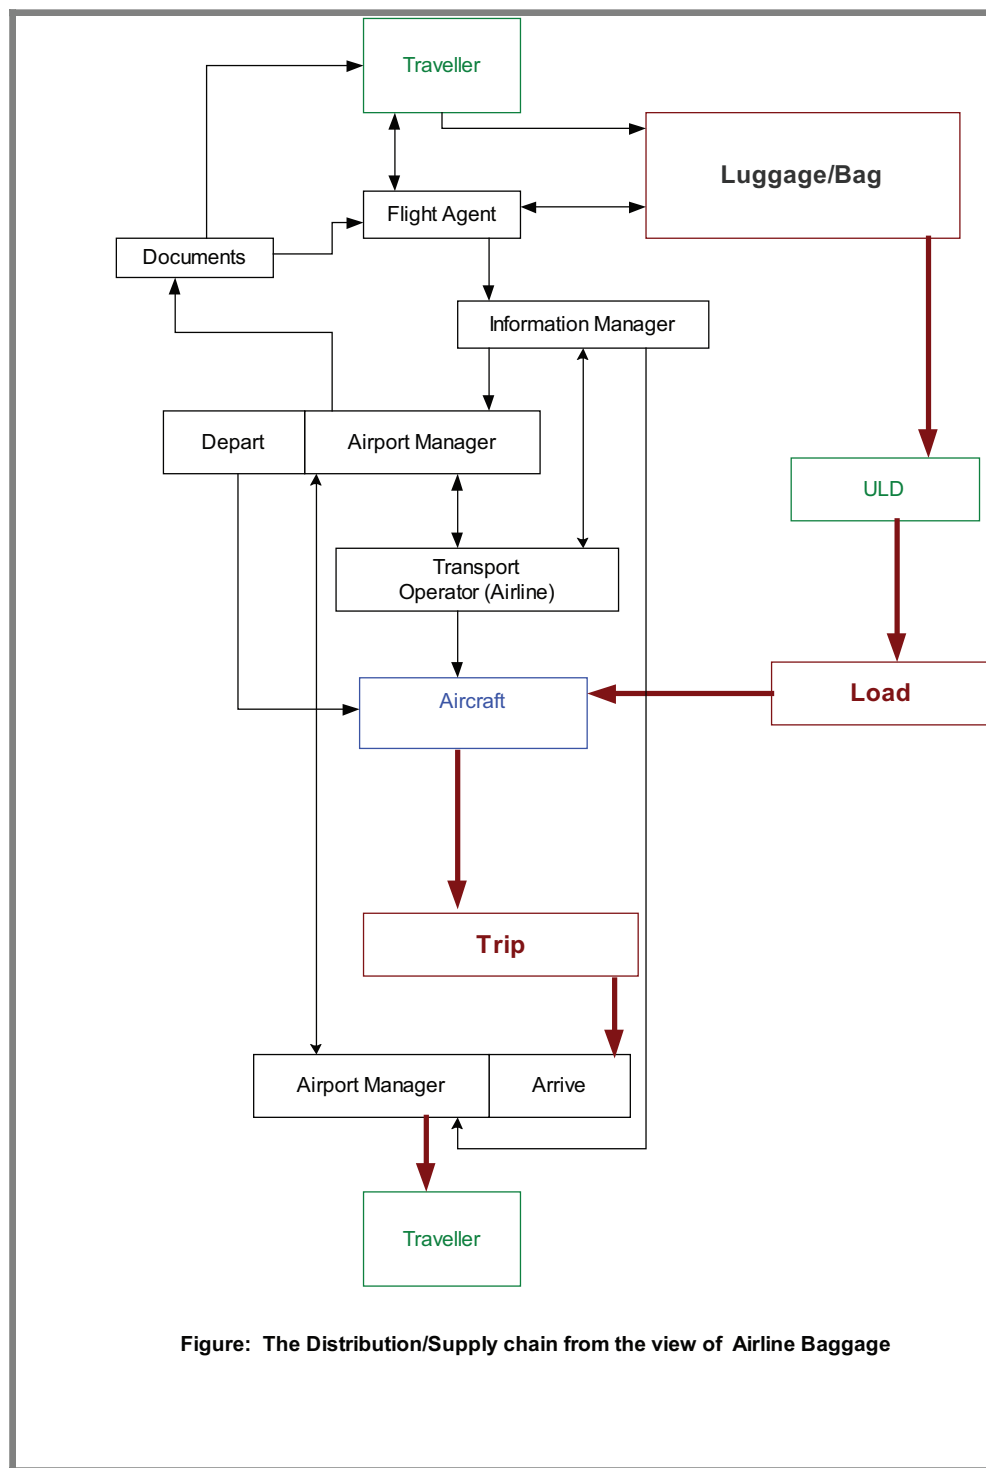 Traveller
Luggage/Bag
Flight Agent
Documents
Information Manager
Depart
Airport Manager
ULD
Transport
Operator (Airline)
Load
Aircraft
Trip
Airport Manager
Arrive
Traveller
Figure:  The Distribution/Supply chain from the view of  Airline Baggage